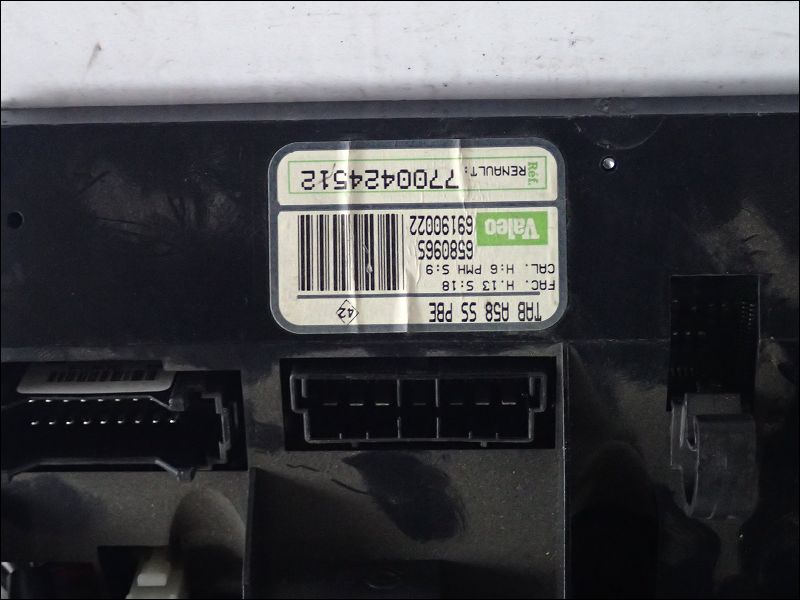 TAB A58 SS PBE
42
FAC. H.13 S:18
CAL. H:6 PMH S:9
Valeo
6580965
69190022
Réf. RENAULT: 7700424512